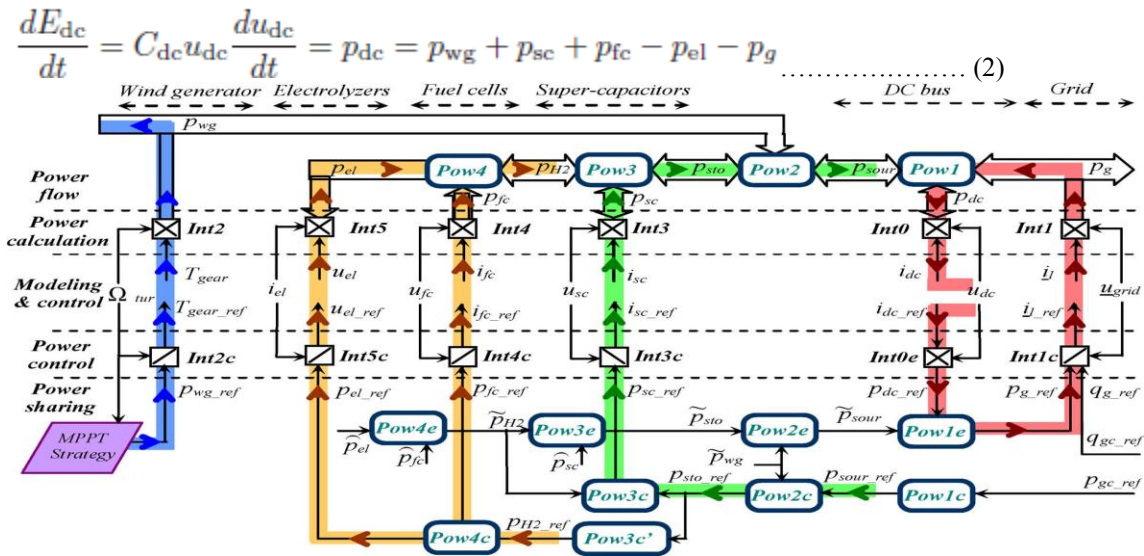 dE_dc/dt = C_dc u_dc du_dc/dt = p_dc = p_wg + p_sc + p_fc − p_el − p_g .................... (2)
Wind generator Electrolyzers Fuel cells Super-capacitors DC bus Grid
p_wg
Power flow
p_el Pow4 p_H2 Pow3 p_sto Pow2 p_sour Pow1 p_g
p_fc p_sc p_dc
Power calculation
Int2 Int5 Int4 Int3 Int0 Int1
Modeling & control
Ω_tur T_gear i_el u_el u_fc i_fc u_sc i_sc i_dc u_dc i_l u_grid
T_gear_ref u_el_ref i_fc_ref i_sc_ref i_dc_ref i_l_ref
Power control
Int2c Int5c Int4c Int3c Int0e Int1c
Power sharing
p_wg_ref p_el_ref p_fc_ref p_sc_ref p_dc_ref p_g_ref q_g_ref
MPPT Strategy
p̂_el Pow4e p̃_H2 Pow3e p̃_sto Pow2e p̃_sour Pow1e q_gc_ref
p̂_fc p̂_sc p̃_wg
Pow3c p_sto_ref Pow2c p_sour_ref Pow1c p_gc_ref
Pow4c p_H2_ref Pow3c'